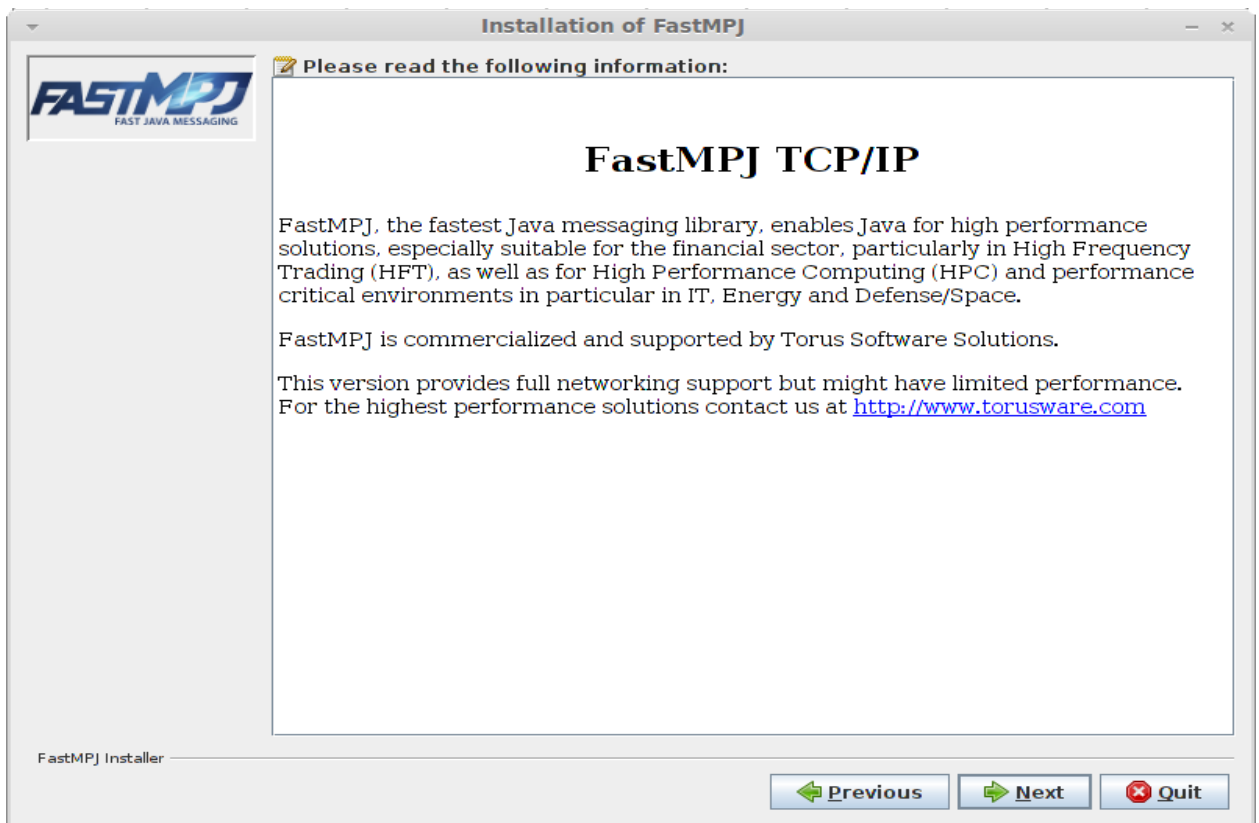 Installation of FastMPJ
FASTMPJ
FAST JAVA MESSAGING
Please read the following information:
FastMPJ TCP/IP
FastMPJ, the fastest Java messaging library, enables Java for high performance
solutions, especially suitable for the financial sector, particularly in High Frequency
Trading (HFT), as well as for High Performance Computing (HPC) and performance
critical environments in particular in IT, Energy and Defense/Space.
FastMPJ is commercialized and supported by Torus Software Solutions.
This version provides full networking support but might have limited performance.
For the highest performance solutions contact us at http://www.torusware.com
FastMPJ Installer
Previous
Next
Quit